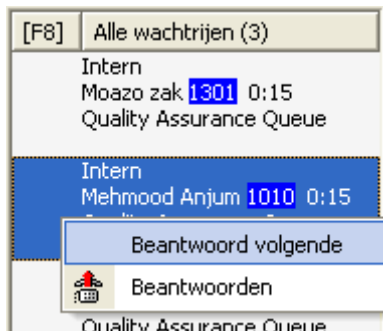 [F8] Alle wachtrijen (3)
Intern
Moazo zak 1301 0:15
Quality Assurance Queue
Intern
Mehmood Anjum 1010 0:15
Beantwoord volgende
Beantwoorden
Quality Assurance Queue